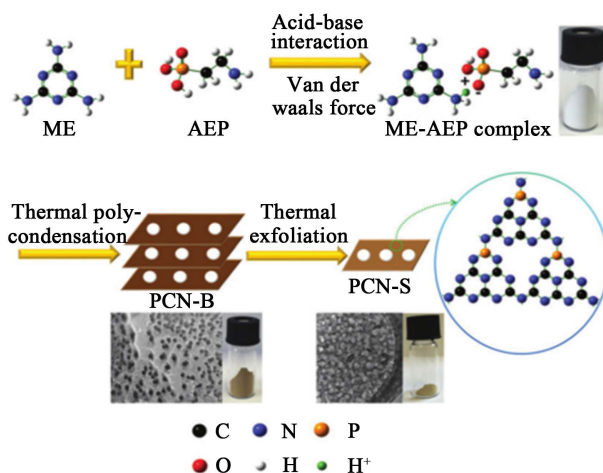 Acid-base
interaction
Van der
waals force
ME
AEP
ME-AEP complex
Thermal poly-
condensation
Thermal
exfoliation
PCN-B
PCN-S
C N P
O H H⁺